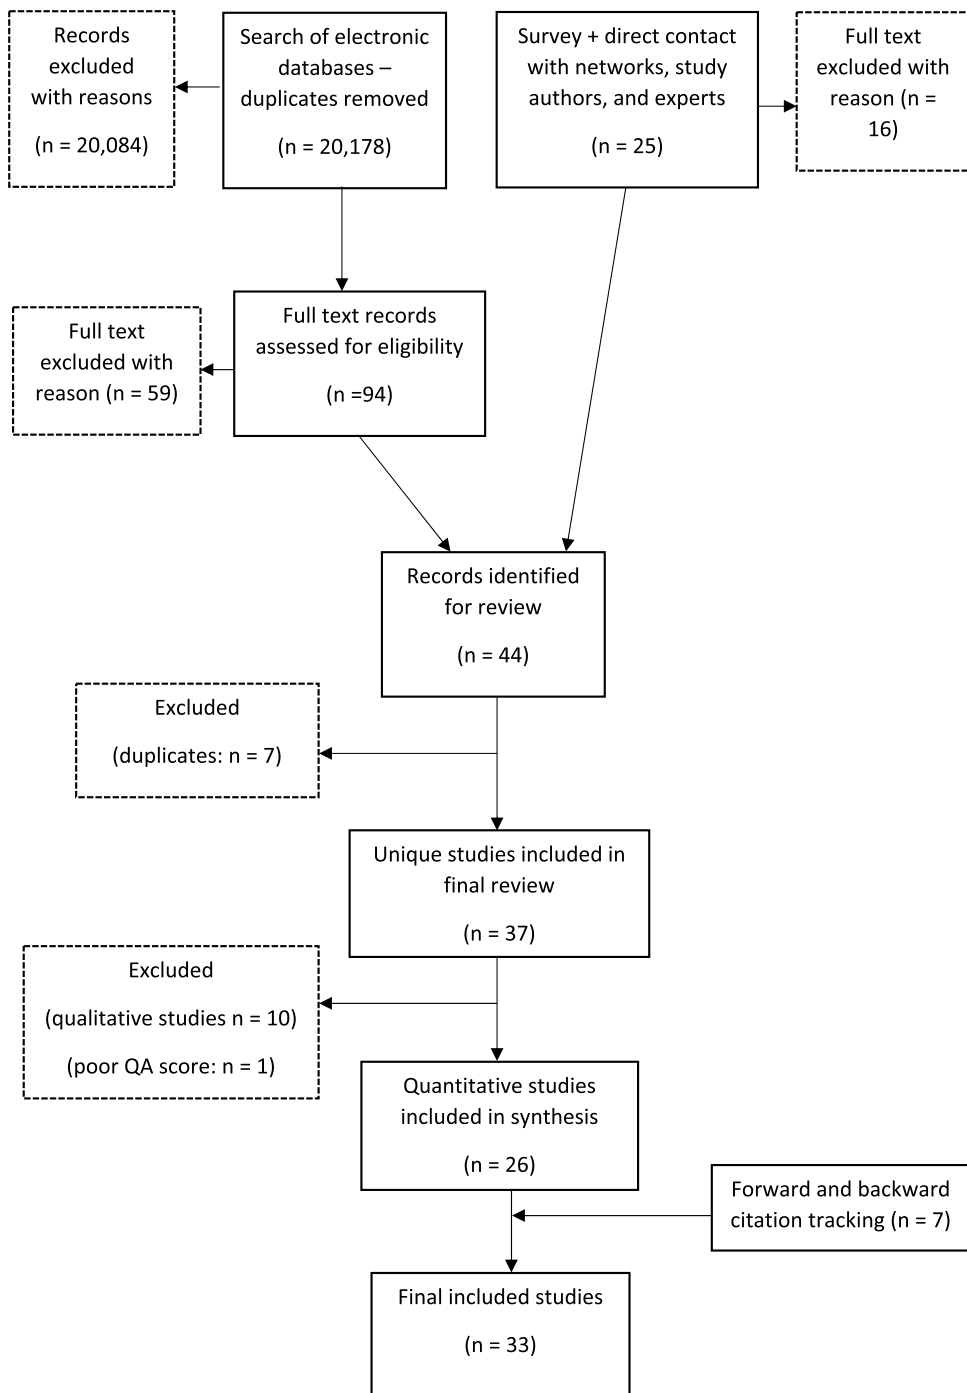 Records
excluded
with reasons
(n = 20,084)
Search of electronic
databases –
duplicates removed
(n = 20,178)
Survey + direct contact
with networks, study
authors, and experts
(n = 25)
Full text
excluded with
reason (n =
16)
Full text
excluded with
reason (n = 59)
Full text records
assessed for eligibility
(n =94)
Records identified
for review
(n = 44)
Excluded
(duplicates: n = 7)
Unique studies included in
final review
(n = 37)
Excluded
(qualitative studies n = 10)
(poor QA score: n = 1)
Quantitative studies
included in synthesis
(n = 26)
Forward and backward
citation tracking (n = 7)
Final included studies
(n = 33)